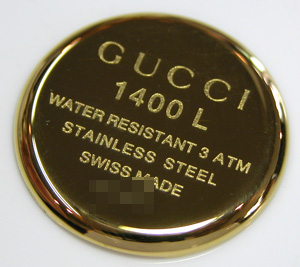 GUCCI
1400 L
WATER RESISTANT 3 ATM
STAINLESS STEEL
SWISS MADE